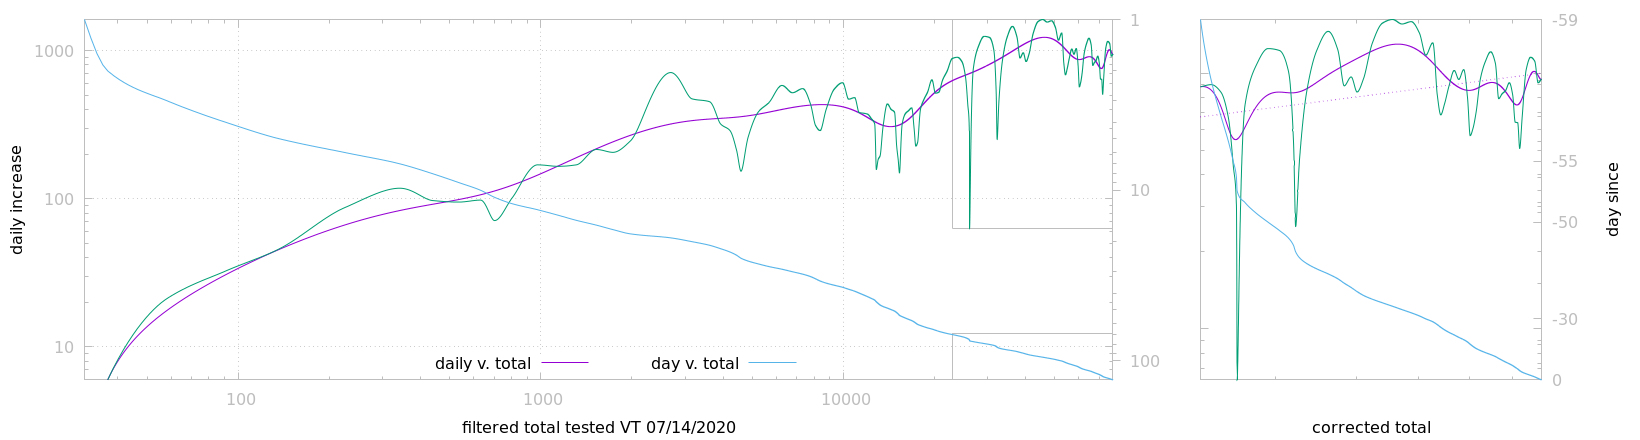 1000
100
10
daily increase
daily v. total
day v. total
100
1000
10000
filtered total tested VT 07/14/2020
1
10
100
-59
-55
-50
-30
0
day since
corrected total